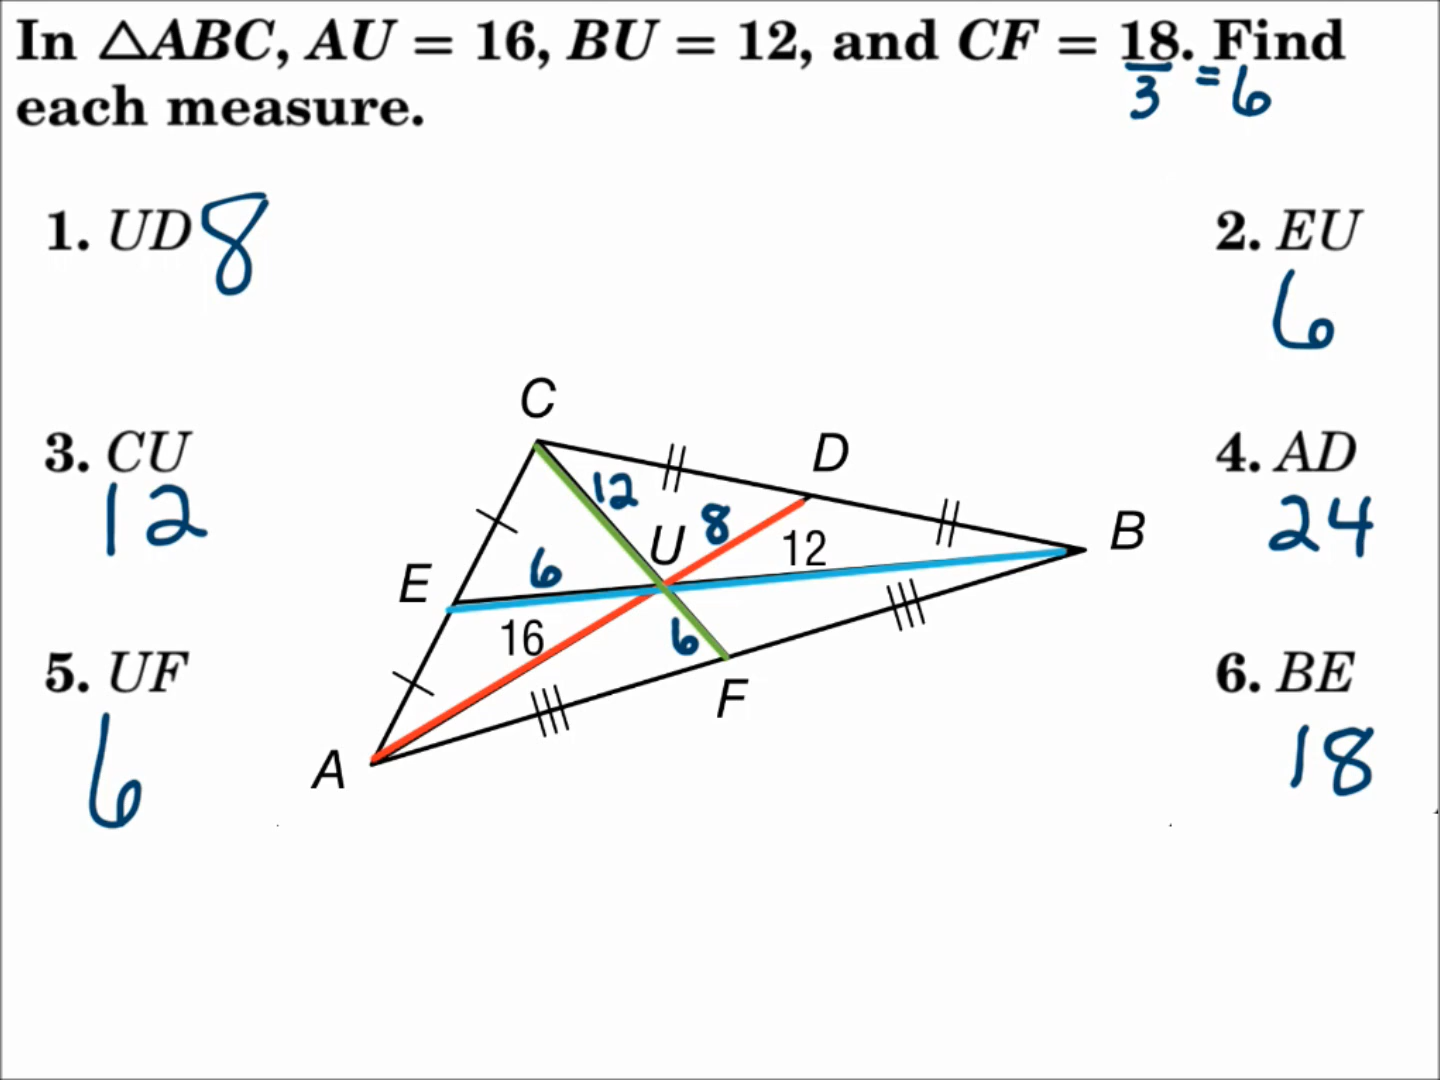 In △ABC, AU = 16, BU = 12, and CF = 18. Find
3 = 6
each measure.
1. UD 8
2. EU
6
C
3. CU
12
D
4. AD
24
12
8
U
12
B
E
6
16
6
5. UF
6
F
6. BE
18
A